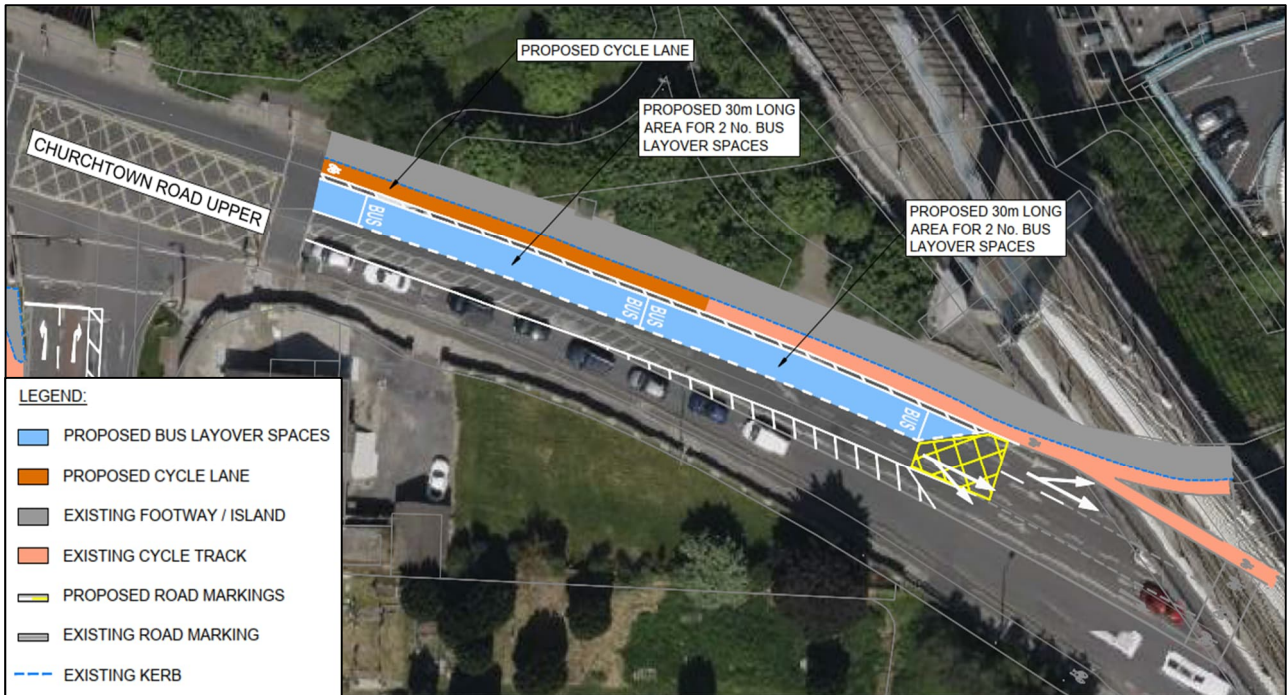 PROPOSED CYCLE LANE
PROPOSED 30m LONG
AREA FOR 2 No. BUS
LAYOVER SPACES
CHURCHTOWN ROAD UPPER
PROPOSED 30m LONG
AREA FOR 2 No. BUS
LAYOVER SPACES
BUS
BUS
BUS
BUS
LEGEND:
PROPOSED BUS LAYOVER SPACES
PROPOSED CYCLE LANE
EXISTING FOOTWAY / ISLAND
EXISTING CYCLE TRACK
PROPOSED ROAD MARKINGS
EXISTING ROAD MARKING
EXISTING KERB